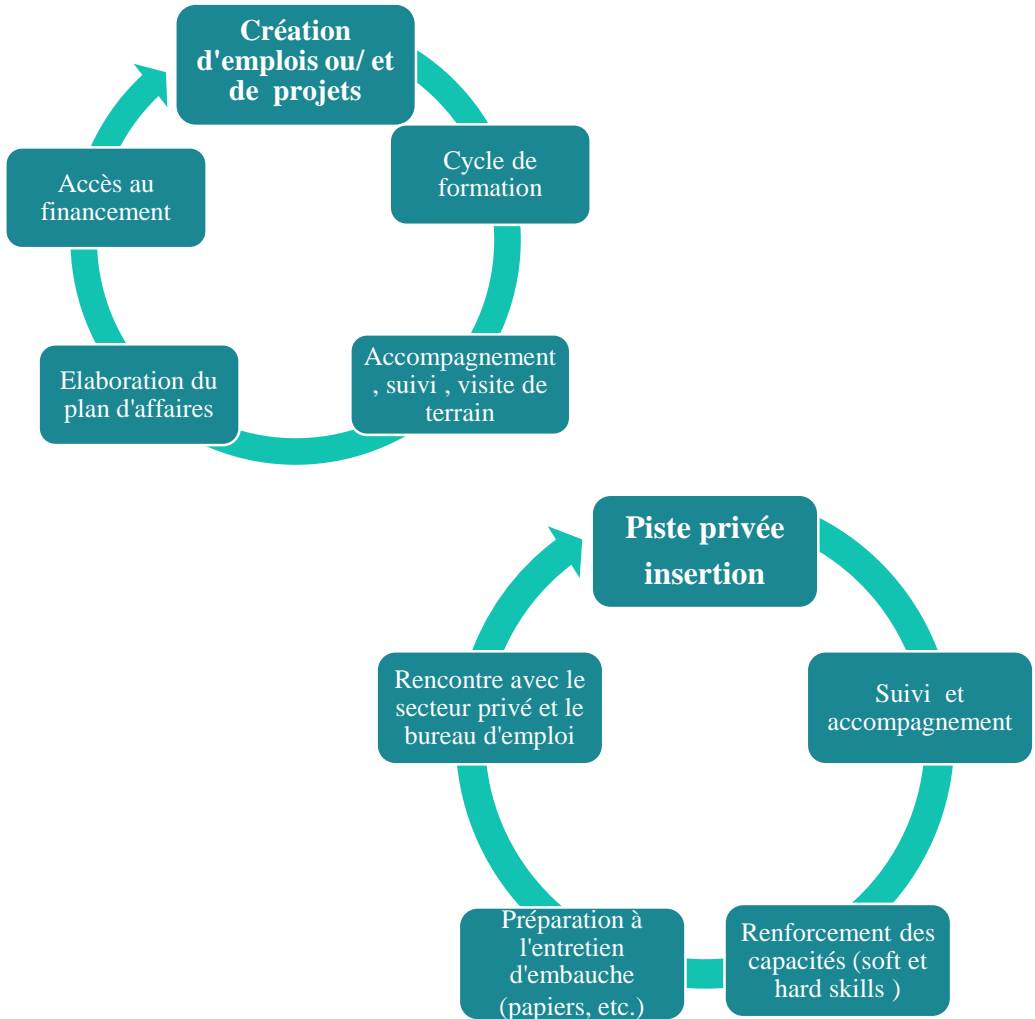 Création
d'emplois ou/ et
de projets
Cycle de
formation
Accompagnement
, suivi , visite de
terrain
Elaboration du
plan d'affaires
Accès au
financement
Piste privée
insertion
Suivi et
accompagnement
Renforcement des
capacités (soft et
hard skills )
Préparation à
l'entretien
d'embauche
(papiers, etc.)
Rencontre avec le
secteur privé et le
bureau d'emploi